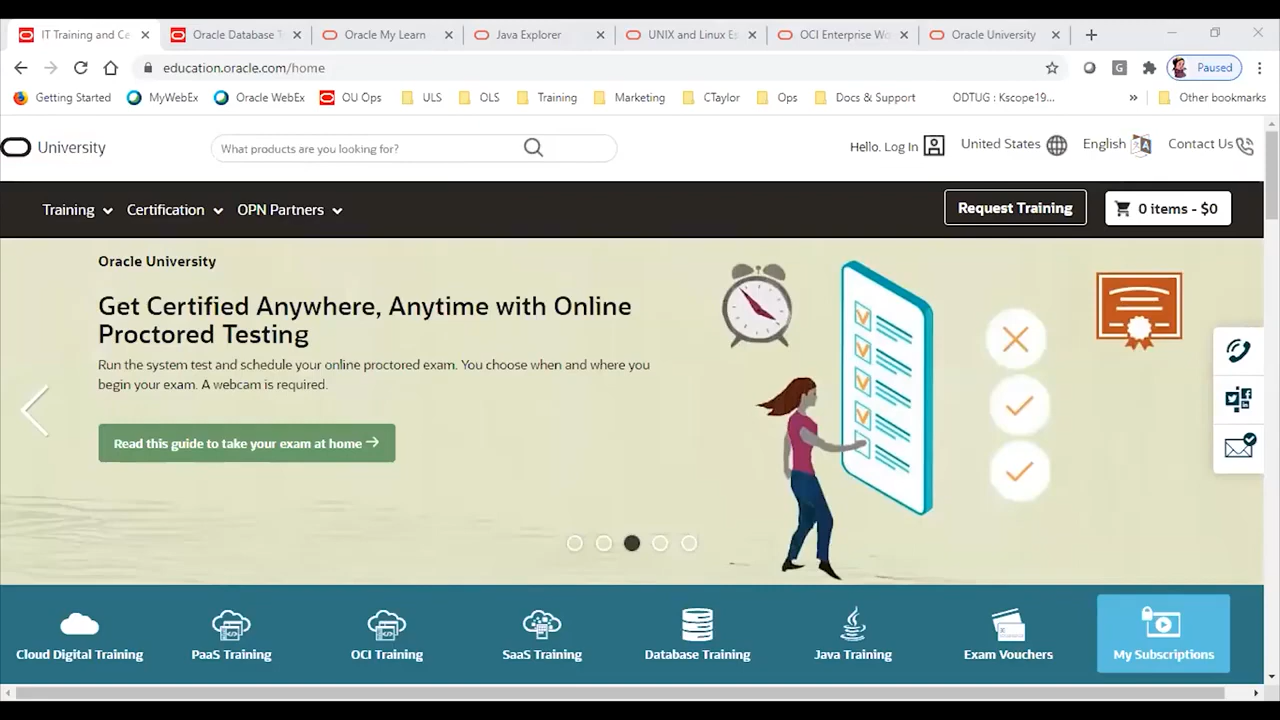 IT Training and Ce
Oracle Database T
Oracle My Learn
Java Explorer
UNIX and Linux Es
OCI Enterprise Wo
Oracle University
education.oracle.com/home
G
Paused
Getting Started
MyWebEx
Oracle WebEx
OU Ops
ULS
OLS
Training
Marketing
CTaylor
Ops
Docs & Support
ODTUG : Kscope19...
»
Other bookmarks
University
What products are you looking for?
Hello. Log In
United States
English
Contact Us
Training
Certification
OPN Partners
Request Training
0 items - $0
Oracle University
Get Certified Anywhere, Anytime with Online
Proctored Testing
Run the system test and schedule your online proctored exam. You choose when and where you
begin your exam. A webcam is required.
Read this guide to take your exam at home →
Cloud Digital Training
PaaS Training
OCI Training
SaaS Training
Database Training
Java Training
Exam Vouchers
My Subscriptions